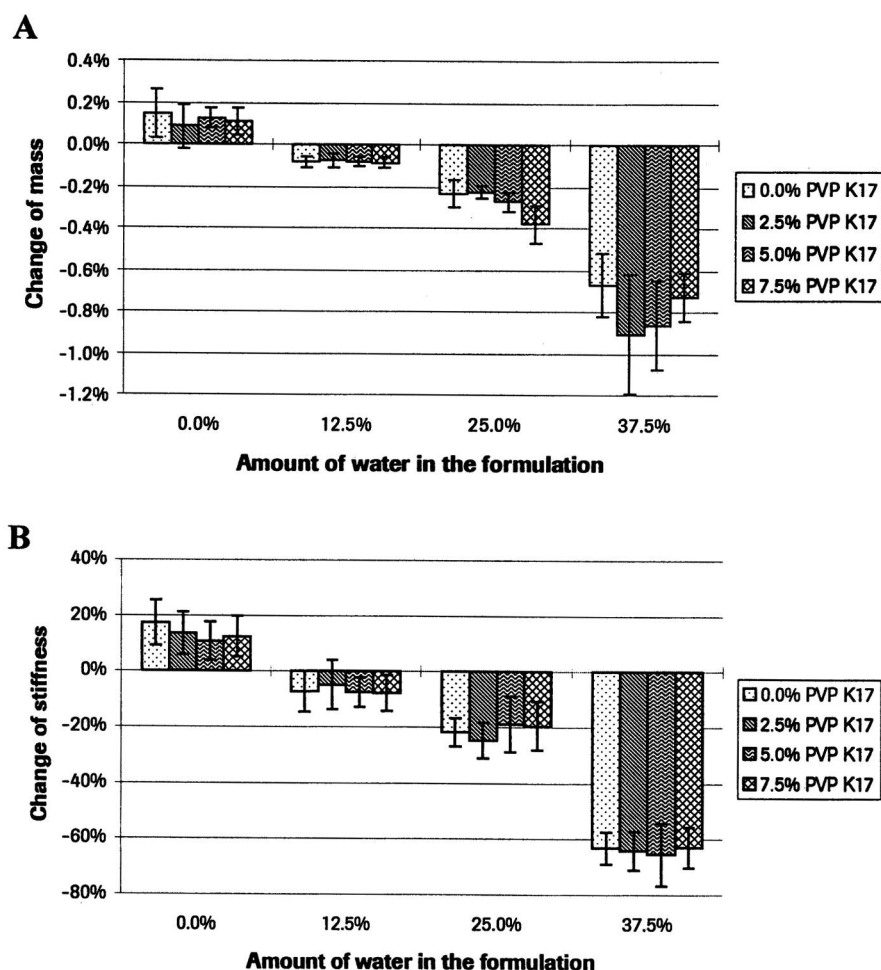 A
0.4%
0.2%
0.0%
-0.2%
-0.4%
-0.6%
-0.8%
-1.0%
-1.2%
Change of mass
0.0% 12.5% 25.0% 37.5%
Amount of water in the formulation
0.0% PVP K17
2.5% PVP K17
5.0% PVP K17
7.5% PVP K17
B
40%
20%
0%
-20%
-40%
-60%
-80%
Change of stiffness
0.0% 12.5% 25.0% 37.5%
Amount of water in the formulation
0.0% PVP K17
2.5% PVP K17
5.0% PVP K17
7.5% PVP K17